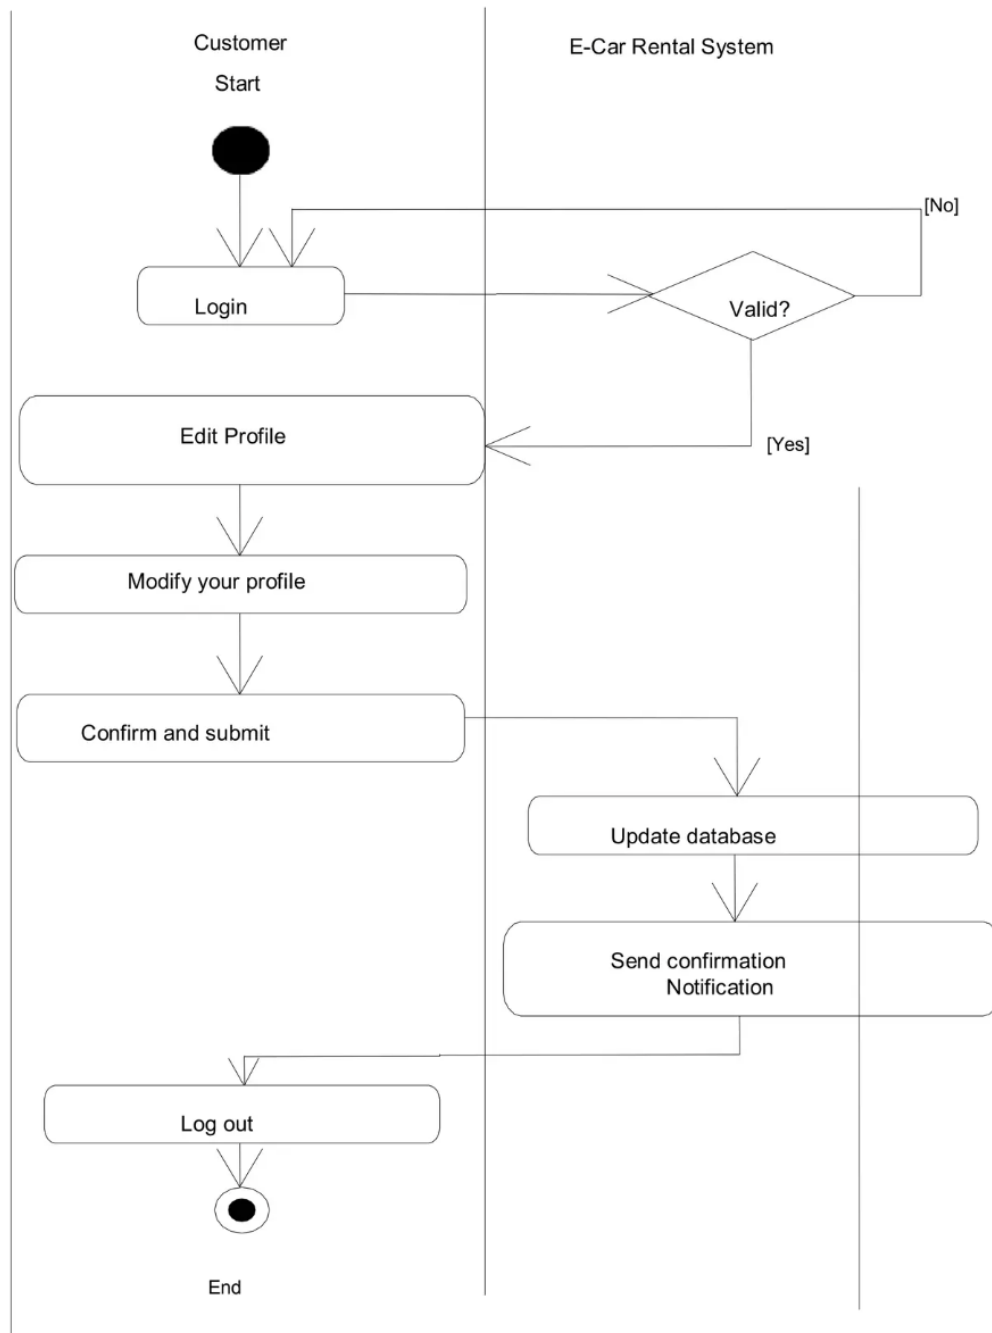 Customer
E-Car Rental System
Start
[No]
Login
Valid?
Edit Profile
[Yes]
Modify your profile
Confirm and submit
Update database
Send confirmation
Notification
Log out
End